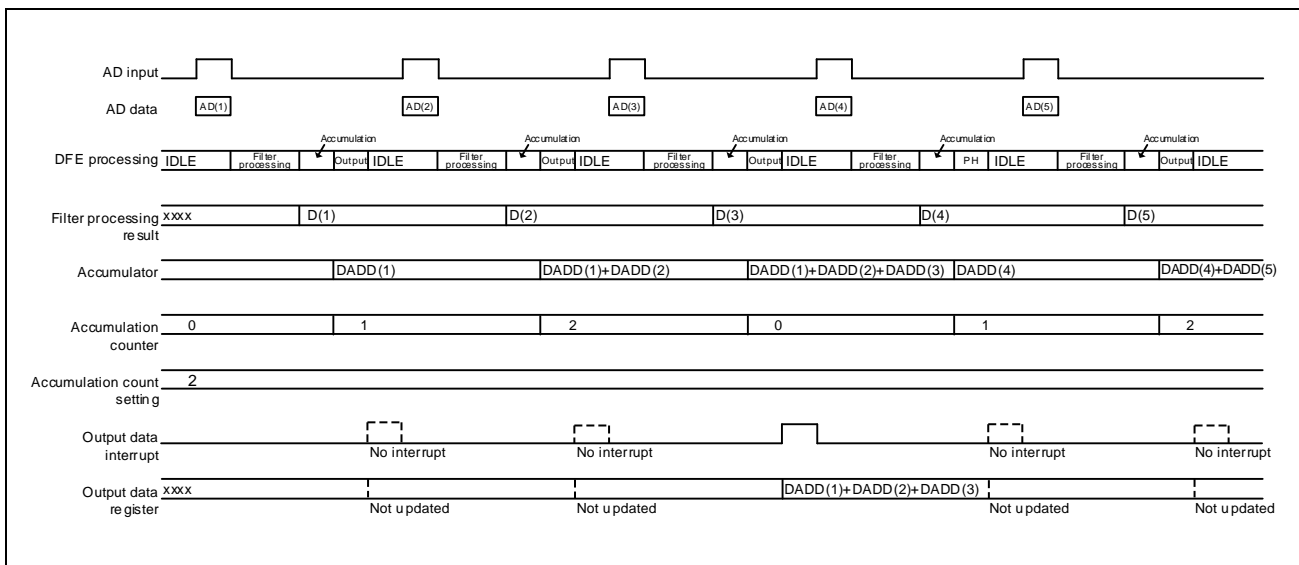 AD input
AD data
AD(1) AD(2) AD(3) AD(4) AD(5)
Accumulation Accumulation Accumulation Accumulation Accumulation
DFE processing
IDLE Filter processing Output IDLE Filter processing Output IDLE Filter processing Output IDLE Filter processing PH IDLE Filter processing Output IDLE
Filter processing
result
xxxx D(1) D(2) D(3) D(4) D(5)
Accumulator
DADD(1) DADD(1)+DADD(2) DADD(1)+DADD(2)+DADD(3) DADD(4) DADD(4)+DADD(5)
Accumulation
counter
0 1 2 0 1 2
Accumulation count
setting
2
Output data
interrupt
No interrupt No interrupt No interrupt No interrupt
Output data
register
xxxx DADD(1)+DADD(2)+DADD(3)
Not updated Not updated Not updated Not updated